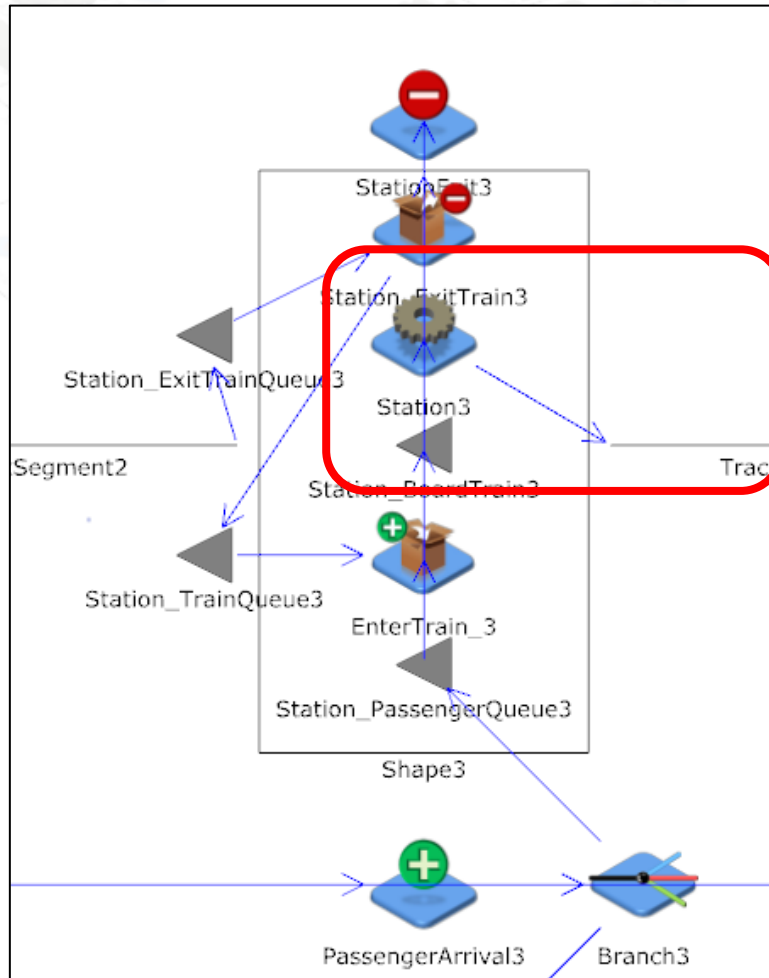 StationExit3
Station_ExitTrain3
Station_ExitTrainQueue3
Station3
Segment2
Trac
Station_BoardTrain3
Station_TrainQueue3
EnterTrain_3
Station_PassengerQueue3
Shape3
PassengerArrival3
Branch3